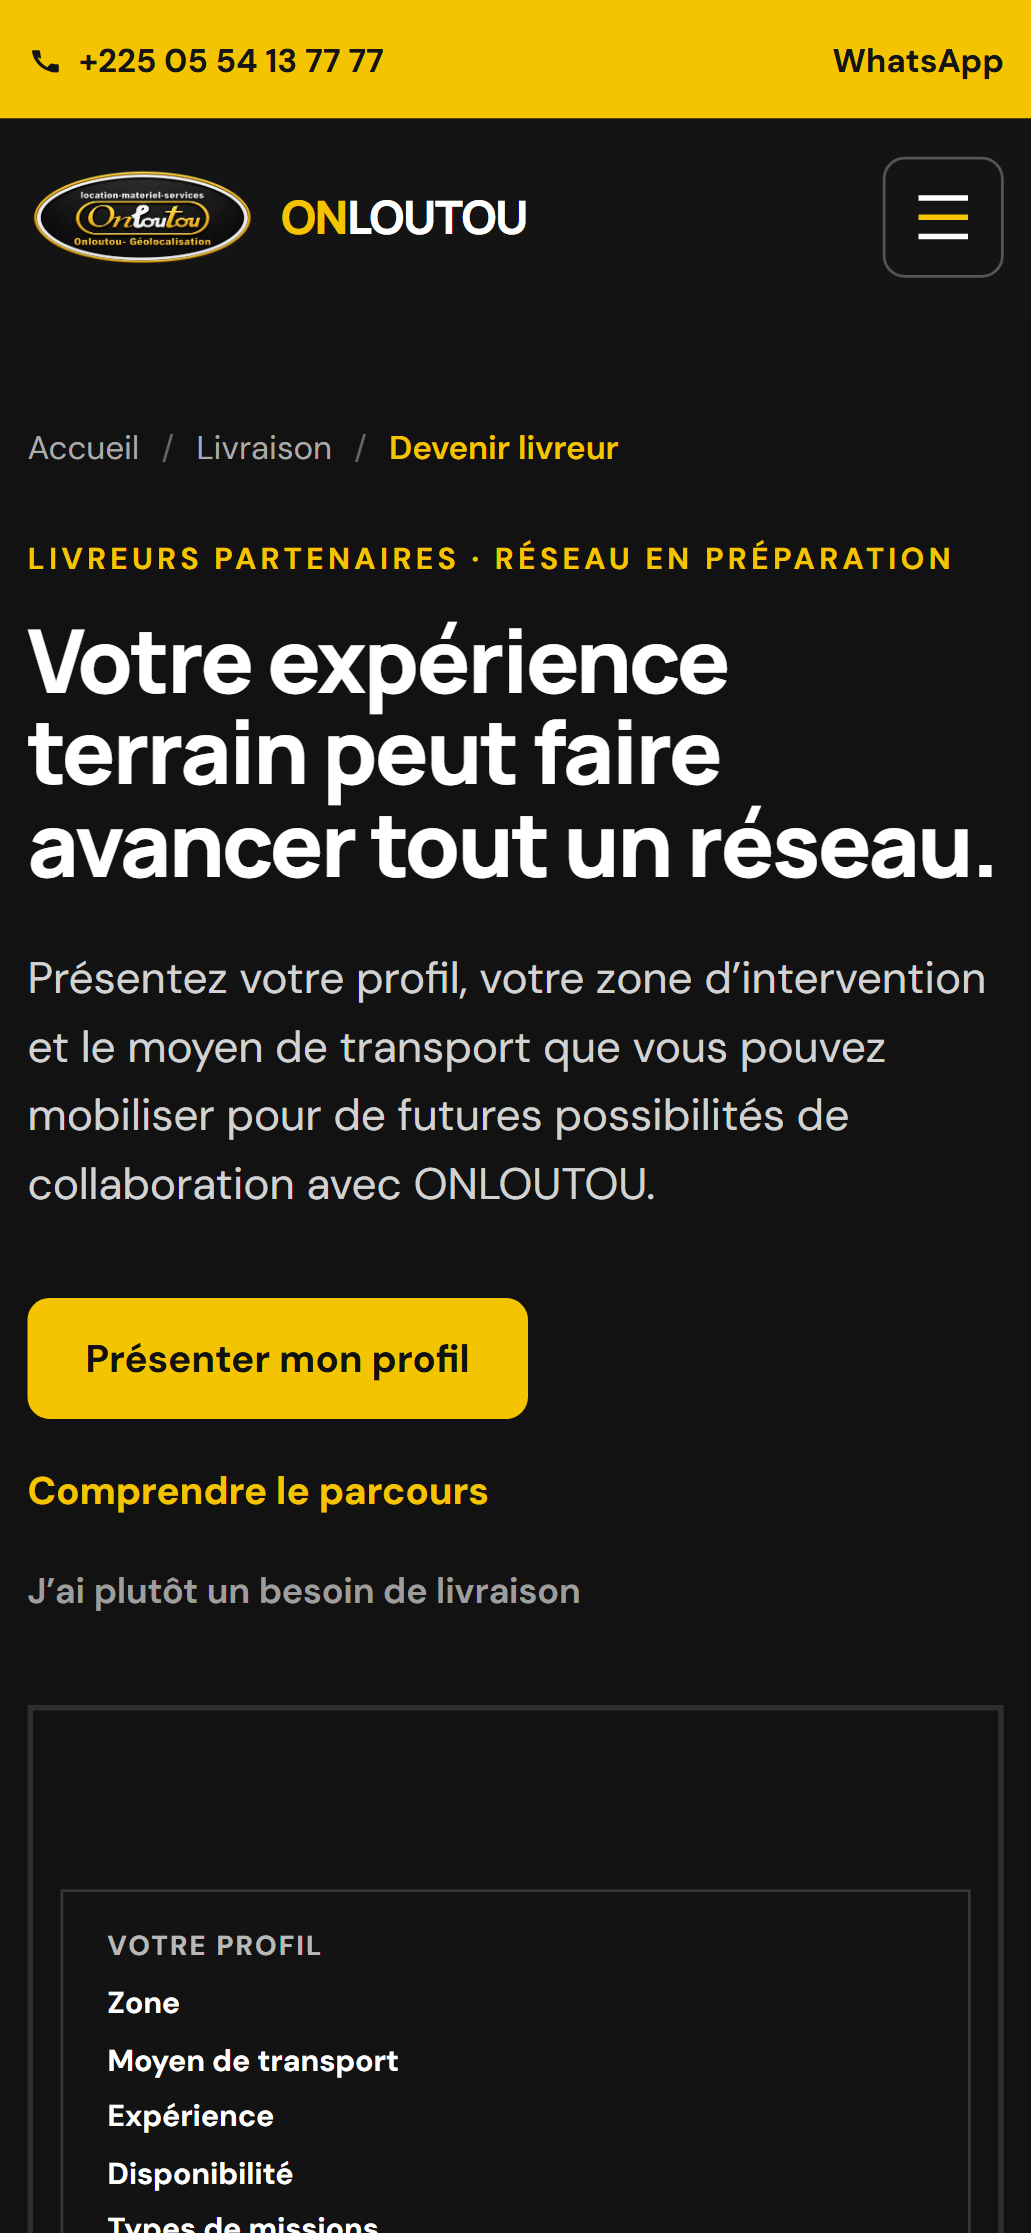 +225 05 54 13 77 77
WhatsApp
location-materiel-services
Onloutou
Onloutou- Géolocalisation
ONLOUTOU
Accueil / Livraison / Devenir livreur
LIVREURS PARTENAIRES · RÉSEAU EN PRÉPARATION
Votre expérience
terrain peut faire
avancer tout un réseau.
Présentez votre profil, votre zone d’intervention
et le moyen de transport que vous pouvez
mobiliser pour de futures possibilités de
collaboration avec ONLOUTOU.
Présenter mon profil
Comprendre le parcours
J’ai plutôt un besoin de livraison
VOTRE PROFIL
Zone
Moyen de transport
Expérience
Disponibilité
Types de missions